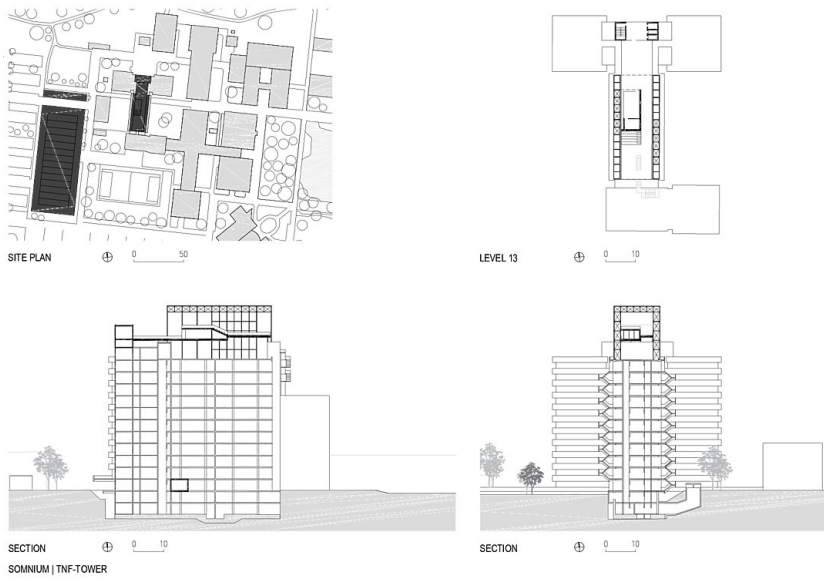 SITE PLAN 0 50
LEVEL 13 0 10
SECTION 0 10
SECTION 0 10
SOMNIUM | TNF-TOWER